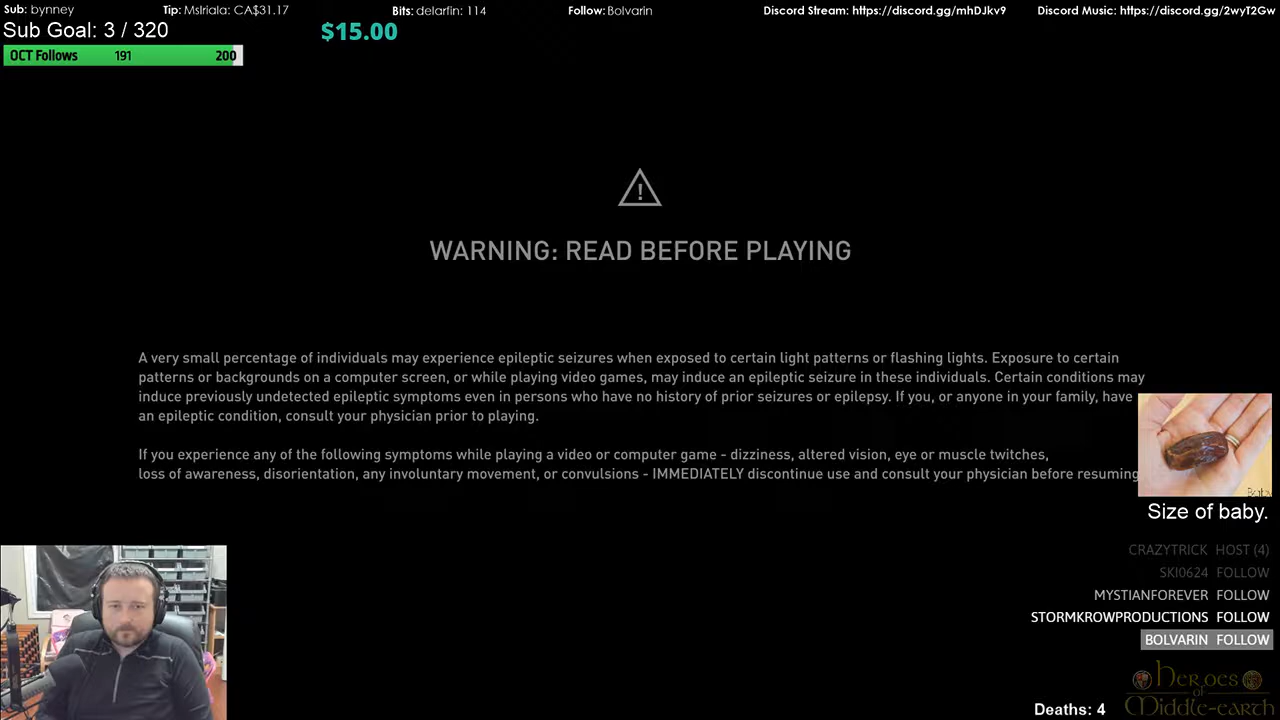 Sub: bynney
Tip: Mslriala: CA$31.17
Bits: delarfin: 114
Follow: Bolvarin
Discord Stream: https://discord.gg/mhDJkv9
Discord Music: https://discord.gg/2wyT2Gw
Sub Goal: 3 / 320
$15.00
OCT Follows 191 200
WARNING: READ BEFORE PLAYING
A very small percentage of individuals may experience epileptic seizures when exposed to certain light patterns or flashing lights. Exposure to certain
patterns or backgrounds on a computer screen, or while playing video games, may induce an epileptic seizure in these individuals. Certain conditions may
induce previously undetected epileptic symptoms even in persons who have no history of prior seizures or epilepsy. If you, or anyone in your family, have
an epileptic condition, consult your physician prior to playing.
If you experience any of the following symptoms while playing a video or computer game - dizziness, altered vision, eye or muscle twitches,
loss of awareness, disorientation, any involuntary movement, or convulsions - IMMEDIATELY discontinue use and consult your physician before resuming
Size of baby.
CRAZYTRICK HOST (4)
SKI0624 FOLLOW
MYSTIANFOREVER FOLLOW
STORMKROWPRODUCTIONS FOLLOW
BOLVARIN FOLLOW
Deaths: 4
Heroes
of
Middle-earth